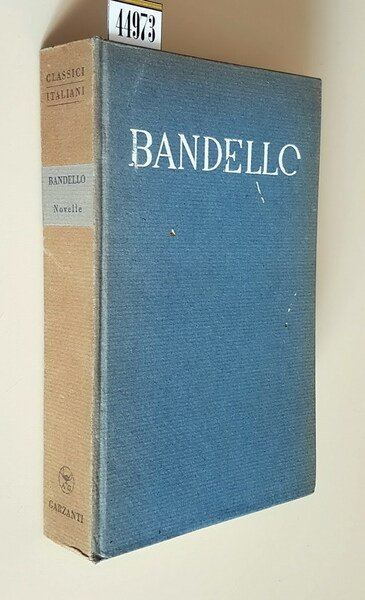 44973
CLASSICI
ITALIANI
BANDELLO
Novelle
GARZANTI
BANDELLO